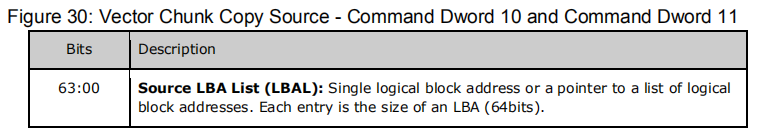 Figure 30: Vector Chunk Copy Source - Command Dword 10 and Command Dword 11
Bits Description
63:00 Source LBA List (LBAL): Single logical block address or a pointer to a list of logical
block addresses. Each entry is the size of an LBA (64bits).